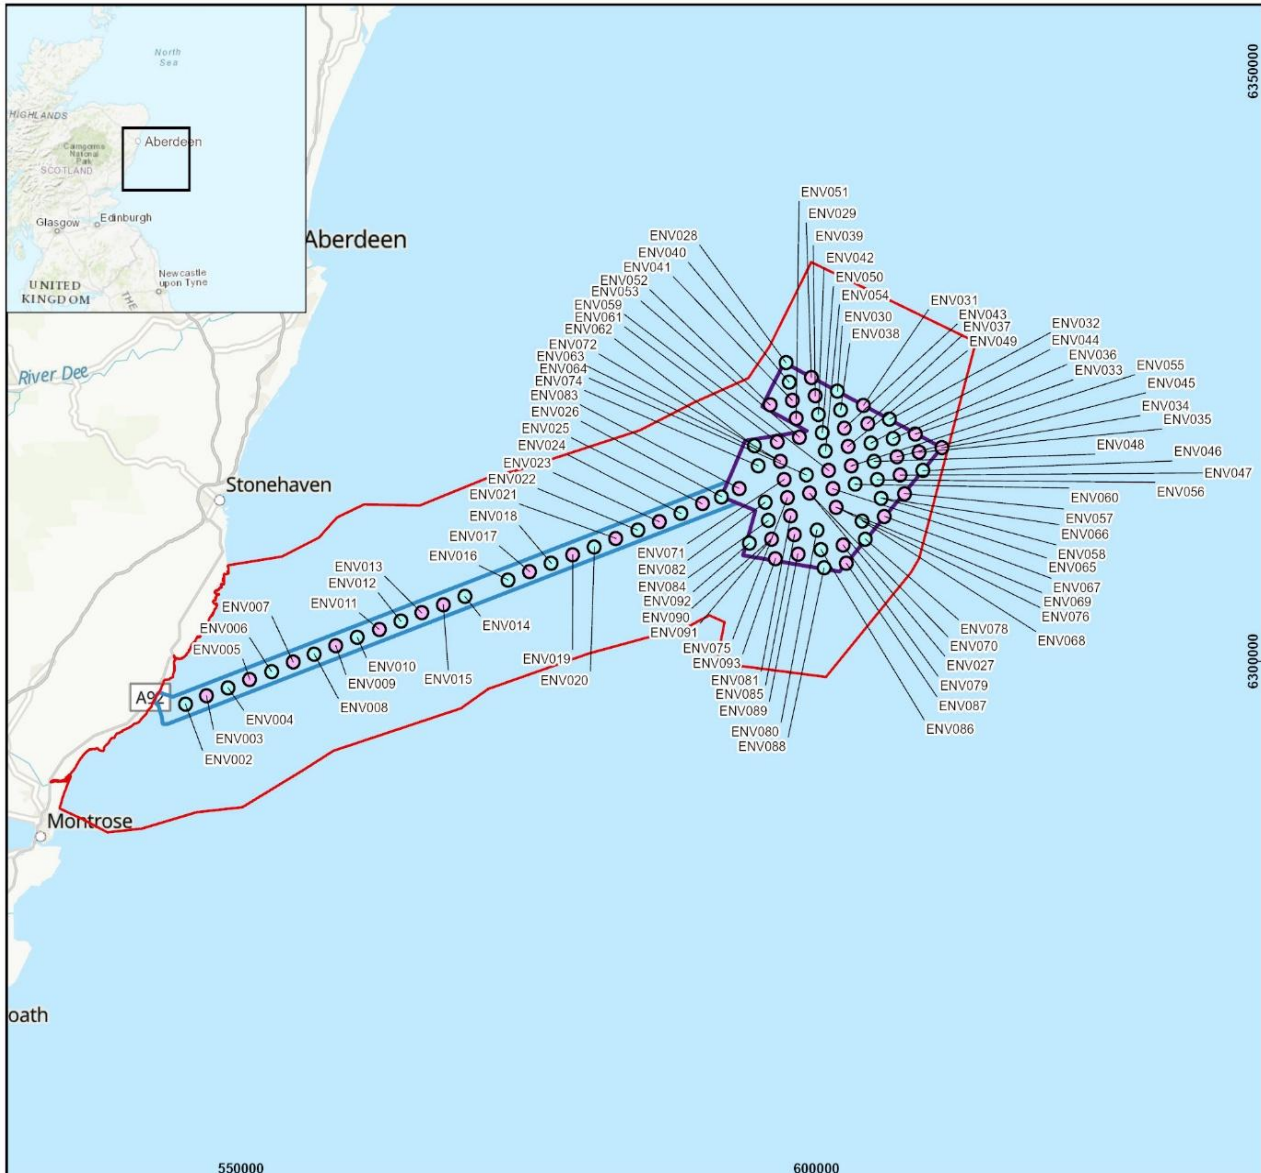 North
Sea
HIGHLANDS
Cairngorms
National
Park
Aberdeen
SCOTLAND
Glasgow
Edinburgh
UNITED
KINGDOM
THE
Newcastle
upon Tyne
6350000
Aberdeen
River Dee
Stonehaven
A92
Montrose
oath
6300000
550000
600000
ENV051
ENV029
ENV028
ENV039
ENV040
ENV042
ENV041
ENV050
ENV052
ENV054
ENV053
ENV031
ENV059
ENV043
ENV061
ENV030
ENV037
ENV032
ENV062
ENV038
ENV049
ENV044
ENV072
ENV036
ENV063
ENV055
ENV064
ENV033
ENV074
ENV045
ENV083
ENV034
ENV026
ENV035
ENV025
ENV048
ENV024
ENV046
ENV023
ENV047
ENV022
ENV056
ENV021
ENV060
ENV018
ENV057
ENV017
ENV066
ENV016
ENV071
ENV058
ENV013
ENV082
ENV065
ENV012
ENV084
ENV067
ENV007
ENV011
ENV092
ENV069
ENV006
ENV014
ENV090
ENV076
ENV005
ENV091
ENV078
ENV068
ENV010
ENV075
ENV070
ENV009
ENV019
ENV093
ENV027
ENV015
ENV020
ENV081
ENV079
ENV008
ENV085
ENV087
ENV004
ENV089
ENV003
ENV080
ENV086
ENV002
ENV088